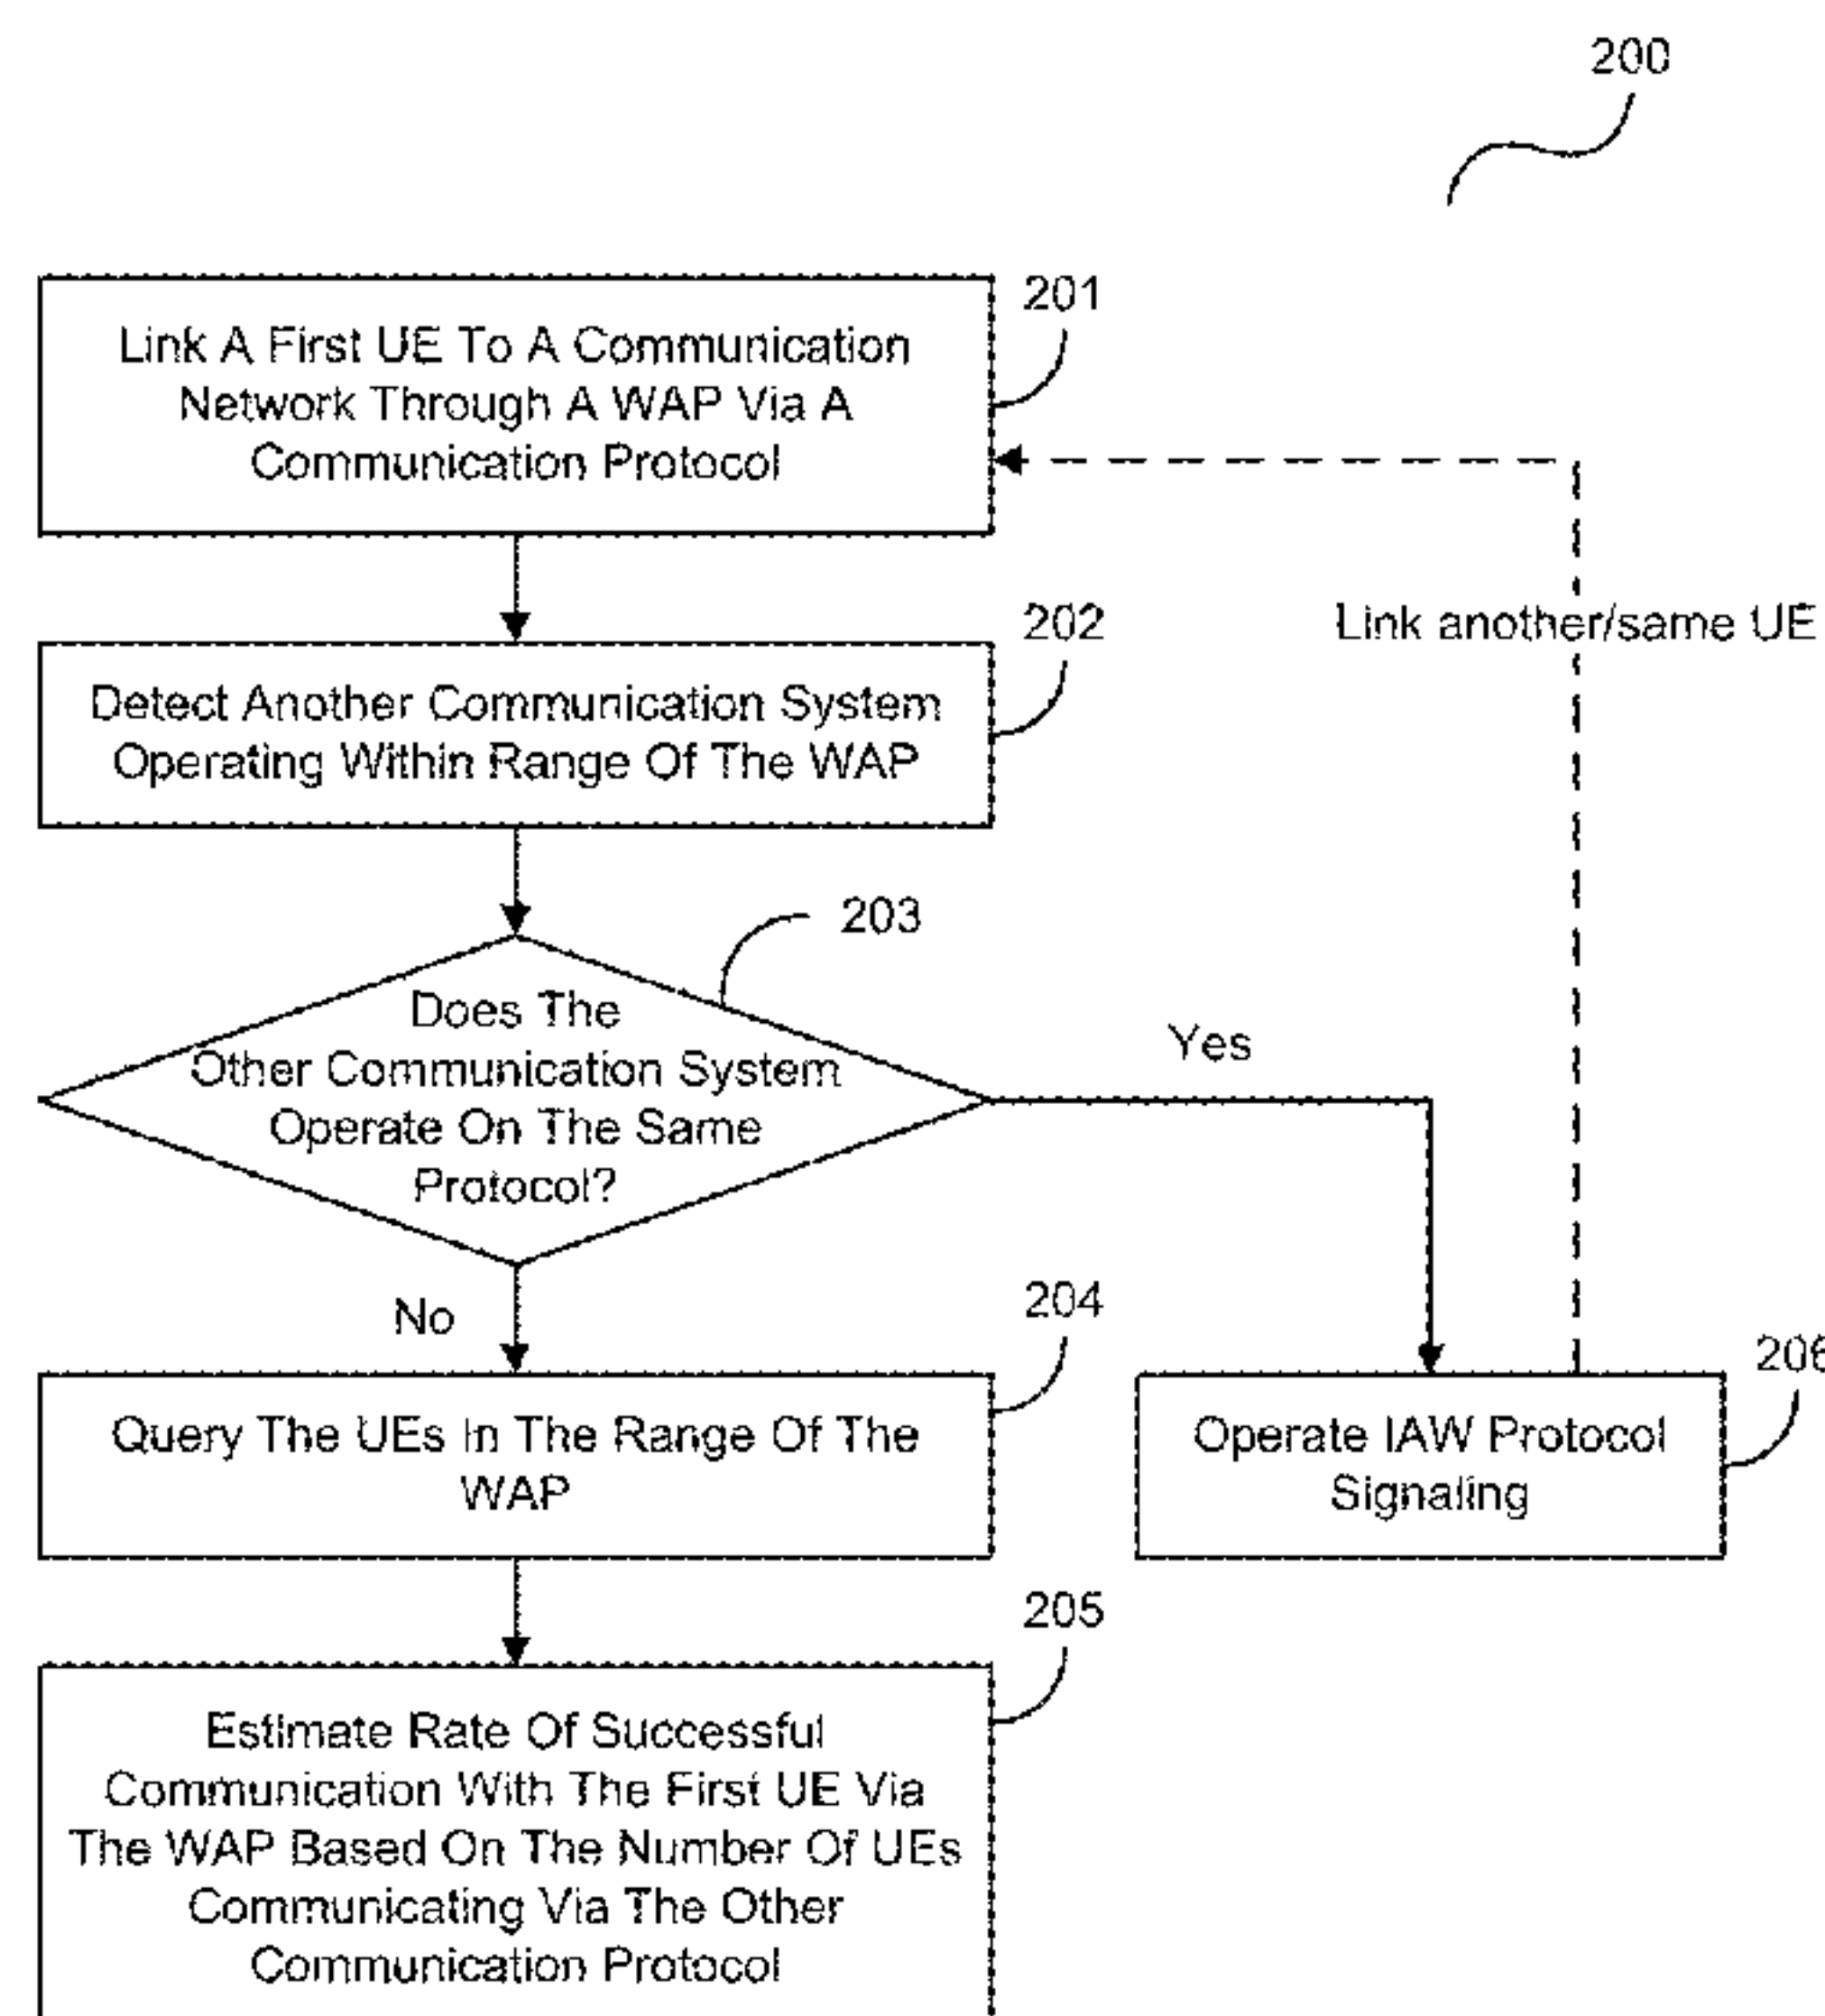 200
201
Link A First UE To A Communication
Network Through A WAP Via A
Communication Protocol
202
Link another/same UE
Detect Another Communication System
Operating Within Range Of The WAP
203
Does The
Other Communication System
Operate On The Same
Protocol?
Yes
No
204
206
Query The UEs In The Range Of The
WAP
Operate IAW Protocol
Signaling
205
Estimate Rate Of Successful
Communication With The First UE Via
The WAP Based On The Number Of UEs
Communicating Via The Other
Communication Protocol